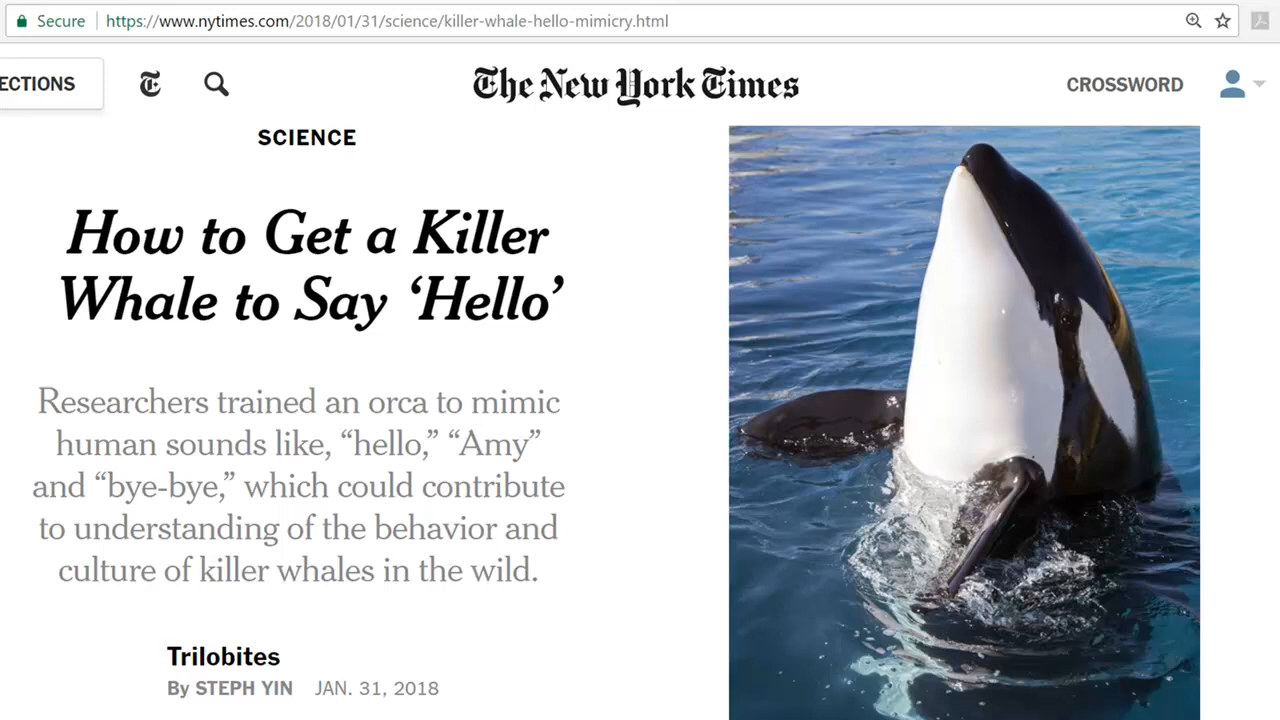 Secure https://www.nytimes.com/2018/01/31/science/killer-whale-hello-mimicry.html
ECTIONS
The New York Times
CROSSWORD
SCIENCE
How to Get a Killer
Whale to Say ‘Hello’
Researchers trained an orca to mimic
human sounds like, “hello,” “Amy”
and “bye-bye,” which could contribute
to understanding of the behavior and
culture of killer whales in the wild.
Trilobites
By STEPH YIN JAN. 31, 2018